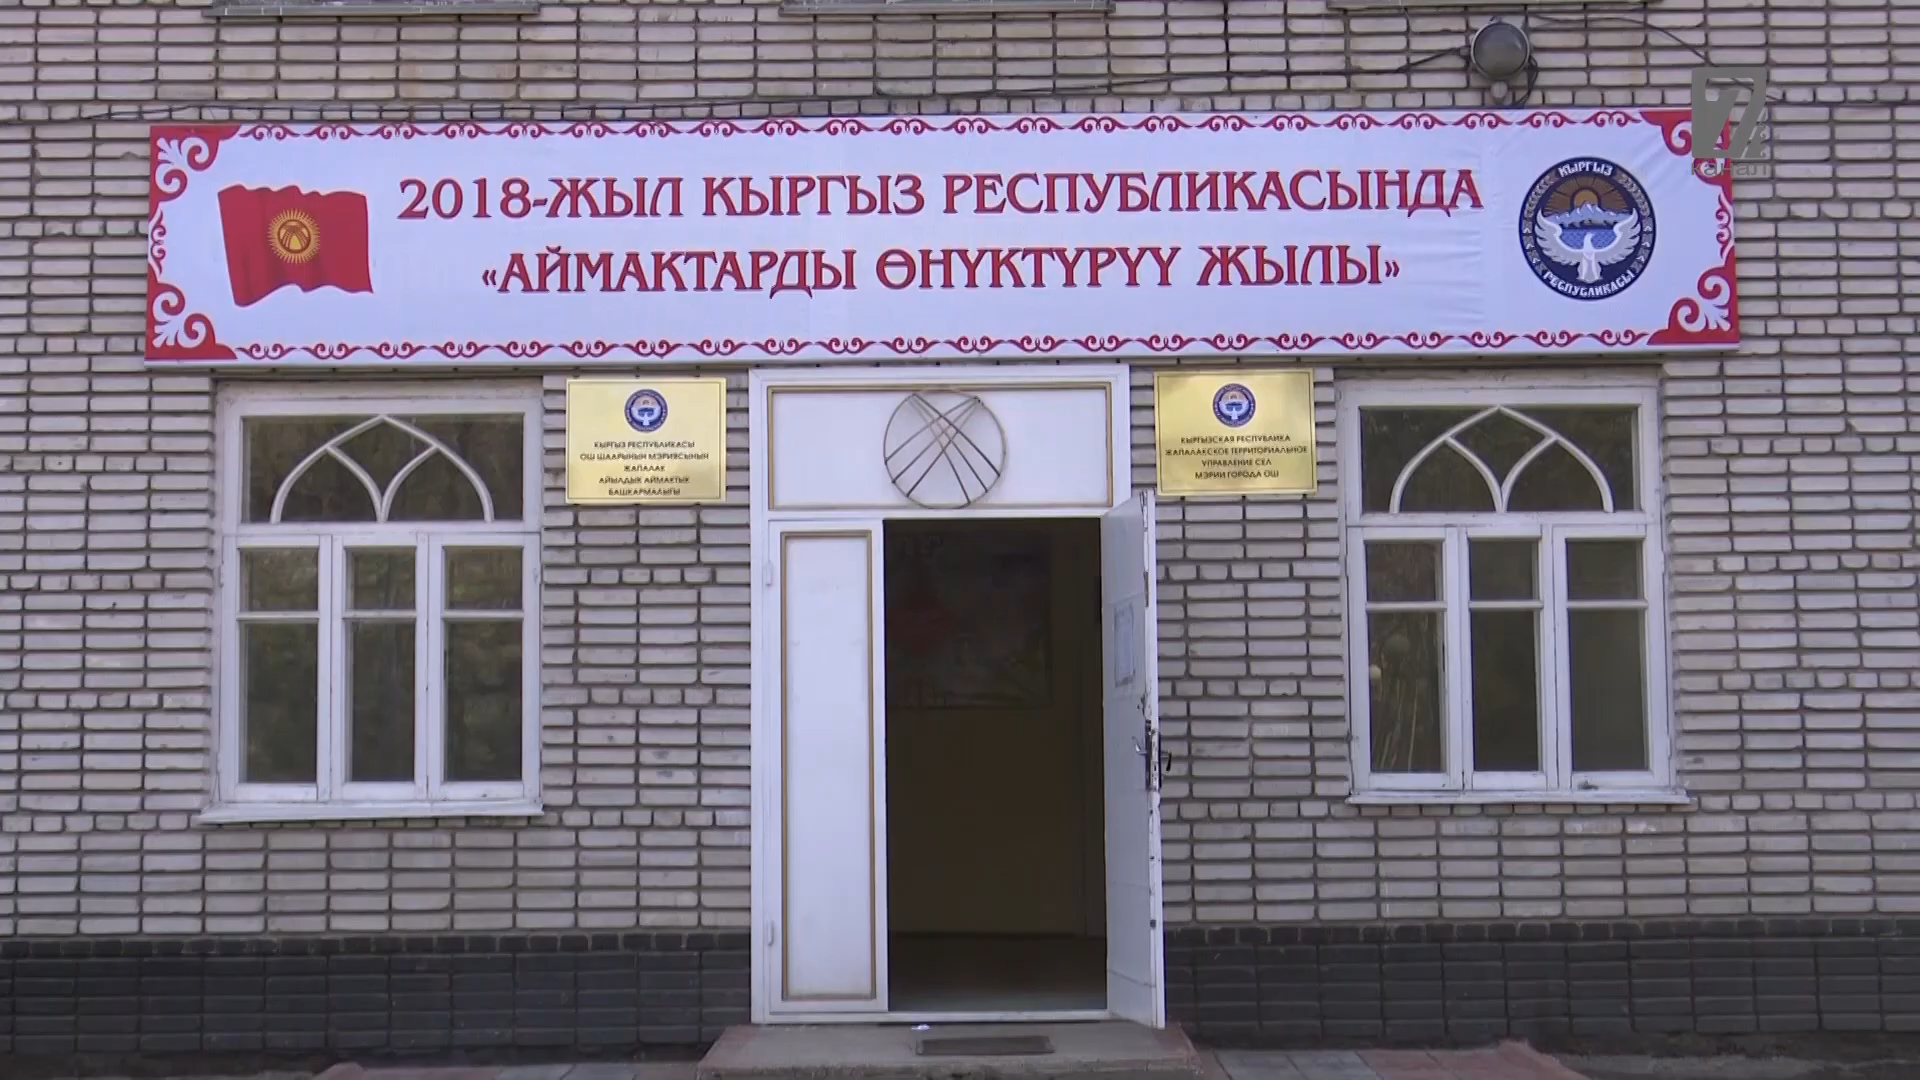 2018-ЖЫЛ КЫРГЫЗ РЕСПУБЛИКАСЫНДА
«АЙМАКТАРДЫ ӨНҮКТҮРҮҮ ЖЫЛЫ»
КЫРГЫЗ
РЕСПУБЛИКАСЫ
7
канал
КЫРГЫЗ РЕСПУБЛИКАСЫ
ОШ ШААРЫНЫН МЭРИЯСЫНЫН
ЖАПАЛАК
АЙЫЛДЫК АЙМАКТЫК
БАШКАРМАЛЫГЫ
КЫРГЫЗСКАЯ РЕСПУБЛИКА
ЖАПАЛАКСКОЕ ТЕРРИТОРИАЛЬНОЕ
УПРАВЛЕНИЕ СЕЛ
МЭРИИ ГОРОДА ОШ